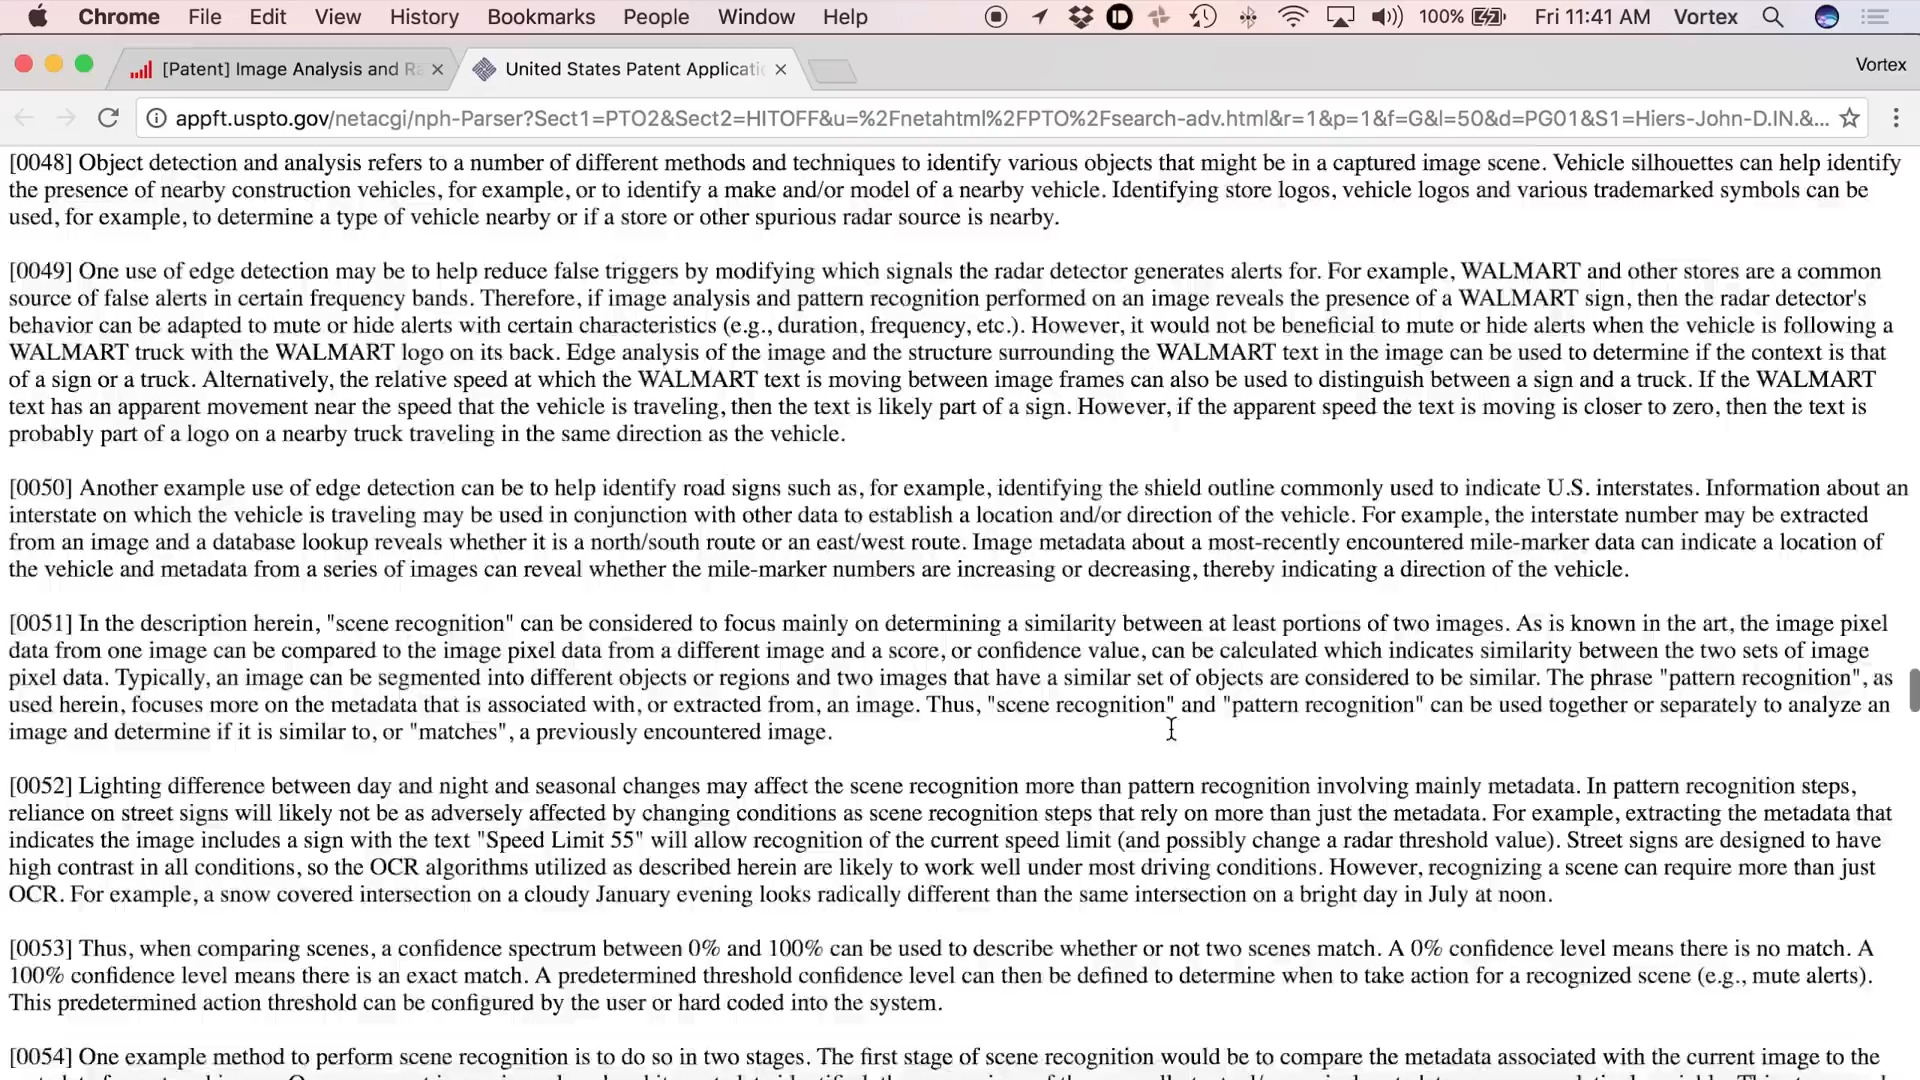 Chrome File Edit View History Bookmarks People Window Help 100% Fri 11:41 AM Vortex
[Patent] Image Analysis and Ra United States Patent Applicati Vortex
appft.uspto.gov/netacgi/nph-Parser?Sect1=PTO2&Sect2=HITOFF&u=%2Fnetahtml%2FPTO%2Fsearch-adv.html&r=1&p=1&f=G&l=50&d=PG01&S1=Hiers-John-D.IN.&...
[0048] Object detection and analysis refers to a number of different methods and techniques to identify various objects that might be in a captured image scene. Vehicle silhouettes can help identify
the presence of nearby construction vehicles, for example, or to identify a make and/or model of a nearby vehicle. Identifying store logos, vehicle logos and various trademarked symbols can be
used, for example, to determine a type of vehicle nearby or if a store or other spurious radar source is nearby.
[0049] One use of edge detection may be to help reduce false triggers by modifying which signals the radar detector generates alerts for. For example, WALMART and other stores are a common
source of false alerts in certain frequency bands. Therefore, if image analysis and pattern recognition performed on an image reveals the presence of a WALMART sign, then the radar detector's
behavior can be adapted to mute or hide alerts with certain characteristics (e.g., duration, frequency, etc.). However, it would not be beneficial to mute or hide alerts when the vehicle is following a
WALMART truck with the WALMART logo on its back. Edge analysis of the image and the structure surrounding the WALMART text in the image can be used to determine if the context is that
of a sign or a truck. Alternatively, the relative speed at which the WALMART text is moving between image frames can also be used to distinguish between a sign and a truck. If the WALMART
text has an apparent movement near the speed that the vehicle is traveling, then the text is likely part of a sign. However, if the apparent speed the text is moving is closer to zero, then the text is
probably part of a logo on a nearby truck traveling in the same direction as the vehicle.
[0050] Another example use of edge detection can be to help identify road signs such as, for example, identifying the shield outline commonly used to indicate U.S. interstates. Information about an
interstate on which the vehicle is traveling may be used in conjunction with other data to establish a location and/or direction of the vehicle. For example, the interstate number may be extracted
from an image and a database lookup reveals whether it is a north/south route or an east/west route. Image metadata about a most-recently encountered mile-marker data can indicate a location of
the vehicle and metadata from a series of images can reveal whether the mile-marker numbers are increasing or decreasing, thereby indicating a direction of the vehicle.
[0051] In the description herein, "scene recognition" can be considered to focus mainly on determining a similarity between at least portions of two images. As is known in the art, the image pixel
data from one image can be compared to the image pixel data from a different image and a score, or confidence value, can be calculated which indicates similarity between the two sets of image
pixel data. Typically, an image can be segmented into different objects or regions and two images that have a similar set of objects are considered to be similar. The phrase "pattern recognition", as
used herein, focuses more on the metadata that is associated with, or extracted from, an image. Thus, "scene recognition" and "pattern recognition" can be used together or separately to analyze an
image and determine if it is similar to, or "matches", a previously encountered image.
[0052] Lighting difference between day and night and seasonal changes may affect the scene recognition more than pattern recognition involving mainly metadata. In pattern recognition steps,
reliance on street signs will likely not be as adversely affected by changing conditions as scene recognition steps that rely on more than just the metadata. For example, extracting the metadata that
indicates the image includes a sign with the text "Speed Limit 55" will allow recognition of the current speed limit (and possibly change a radar threshold value). Street signs are designed to have
high contrast in all conditions, so the OCR algorithms utilized as described herein are likely to work well under most driving conditions. However, recognizing a scene can require more than just
OCR. For example, a snow covered intersection on a cloudy January evening looks radically different than the same intersection on a bright day in July at noon.
[0053] Thus, when comparing scenes, a confidence spectrum between 0% and 100% can be used to describe whether or not two scenes match. A 0% confidence level means there is no match. A
100% confidence level means there is an exact match. A predetermined threshold confidence level can then be defined to determine when to take action for a recognized scene (e.g., mute alerts).
This predetermined action threshold can be configured by the user or hard coded into the system.
[0054] One example method to perform scene recognition is to do so in two stages. The first stage of scene recognition would be to compare the metadata associated with the current image to the